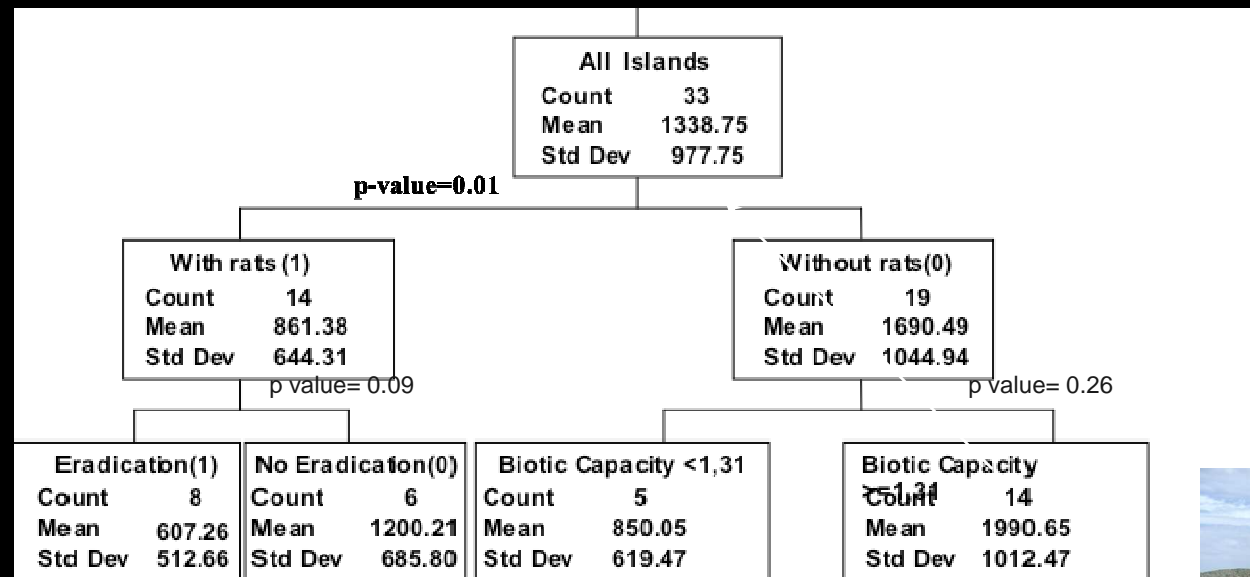 All Islands
Count 33
Mean 1338.75
Std Dev 977.75
p-value=0.01
With rats (1)
Count 14
Mean 861.38
Std Dev 644.31
Without rats(0)
Count 19
Mean 1690.49
Std Dev 1044.94
p value= 0.09
p value= 0.26
Eradication(1)
Count 8
Mean 607.26
Std Dev 512.66
No Eradication(0)
Count 6
Mean 1200.21
Std Dev 685.80
Biotic Capacity <1,31
Count 5
Mean 850.05
Std Dev 619.47
Biotic Capacity
>=1,31
Count 14
Mean 1990.65
Std Dev 1012.47